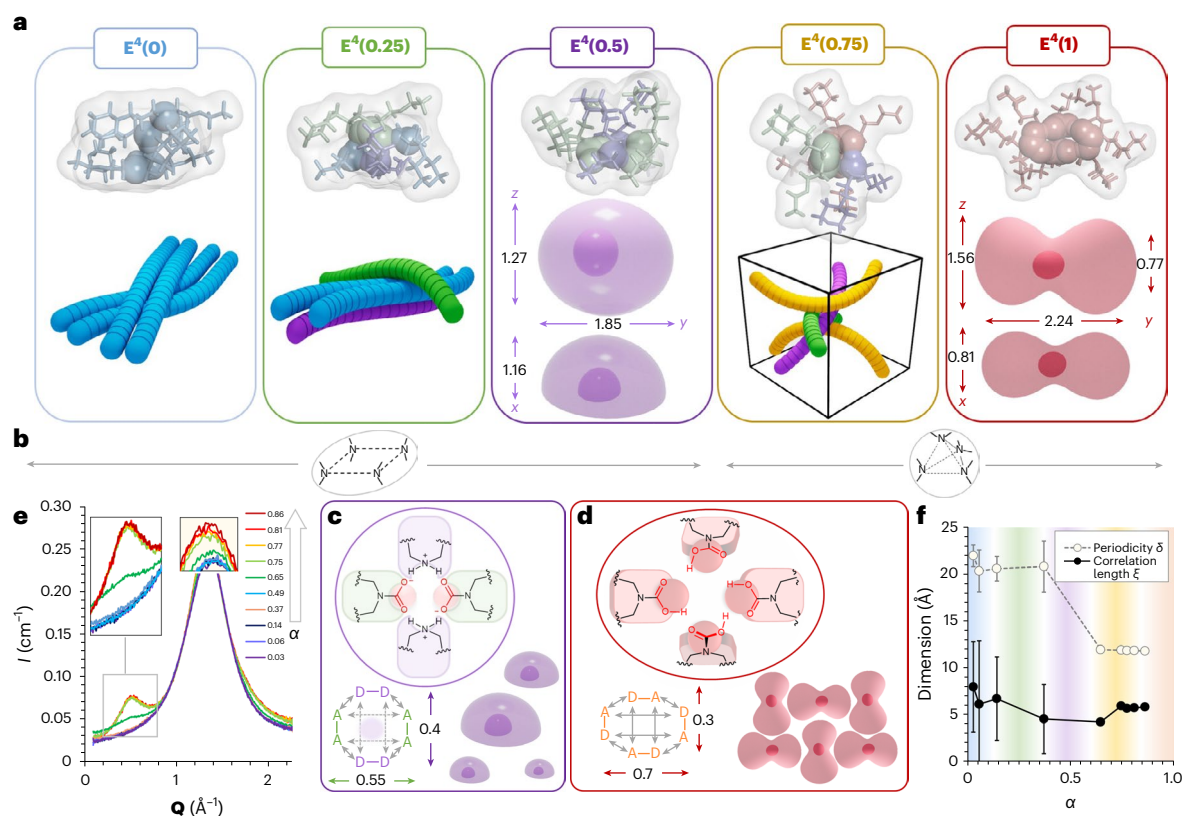 a
E⁴(0)
E⁴(0.25)
E⁴(0.5)
E⁴(0.75)
E⁴(1)
z
1.27
1.85
y
1.16
x
z
1.56
0.77
2.24
y
0.81
x
b
N
N
N
N
N
N
N
N
e
0.30
0.25
0.20
0.15
0.10
0.05
0
0
1
2
I (cm⁻¹)
Q (Å⁻¹)
0.86
0.81
0.77
0.75
0.65
0.49
0.37
0.14
0.06
0.03
α
c
N
+
H H
O O
N
O
-
O
-
N
H H
N
+
D—D
A
A
A
A
D—D
0.4
0.55
d
N
O
O
H
N
O
O—H
H—O
O
N
O
O
H
N
D—A
A
D
D
A
A—D
0.3
0.7
f
25
20
15
10
5
0
0
0.5
1.0
Dimension (Å)
α
Periodicity δ
Correlation
length ξ